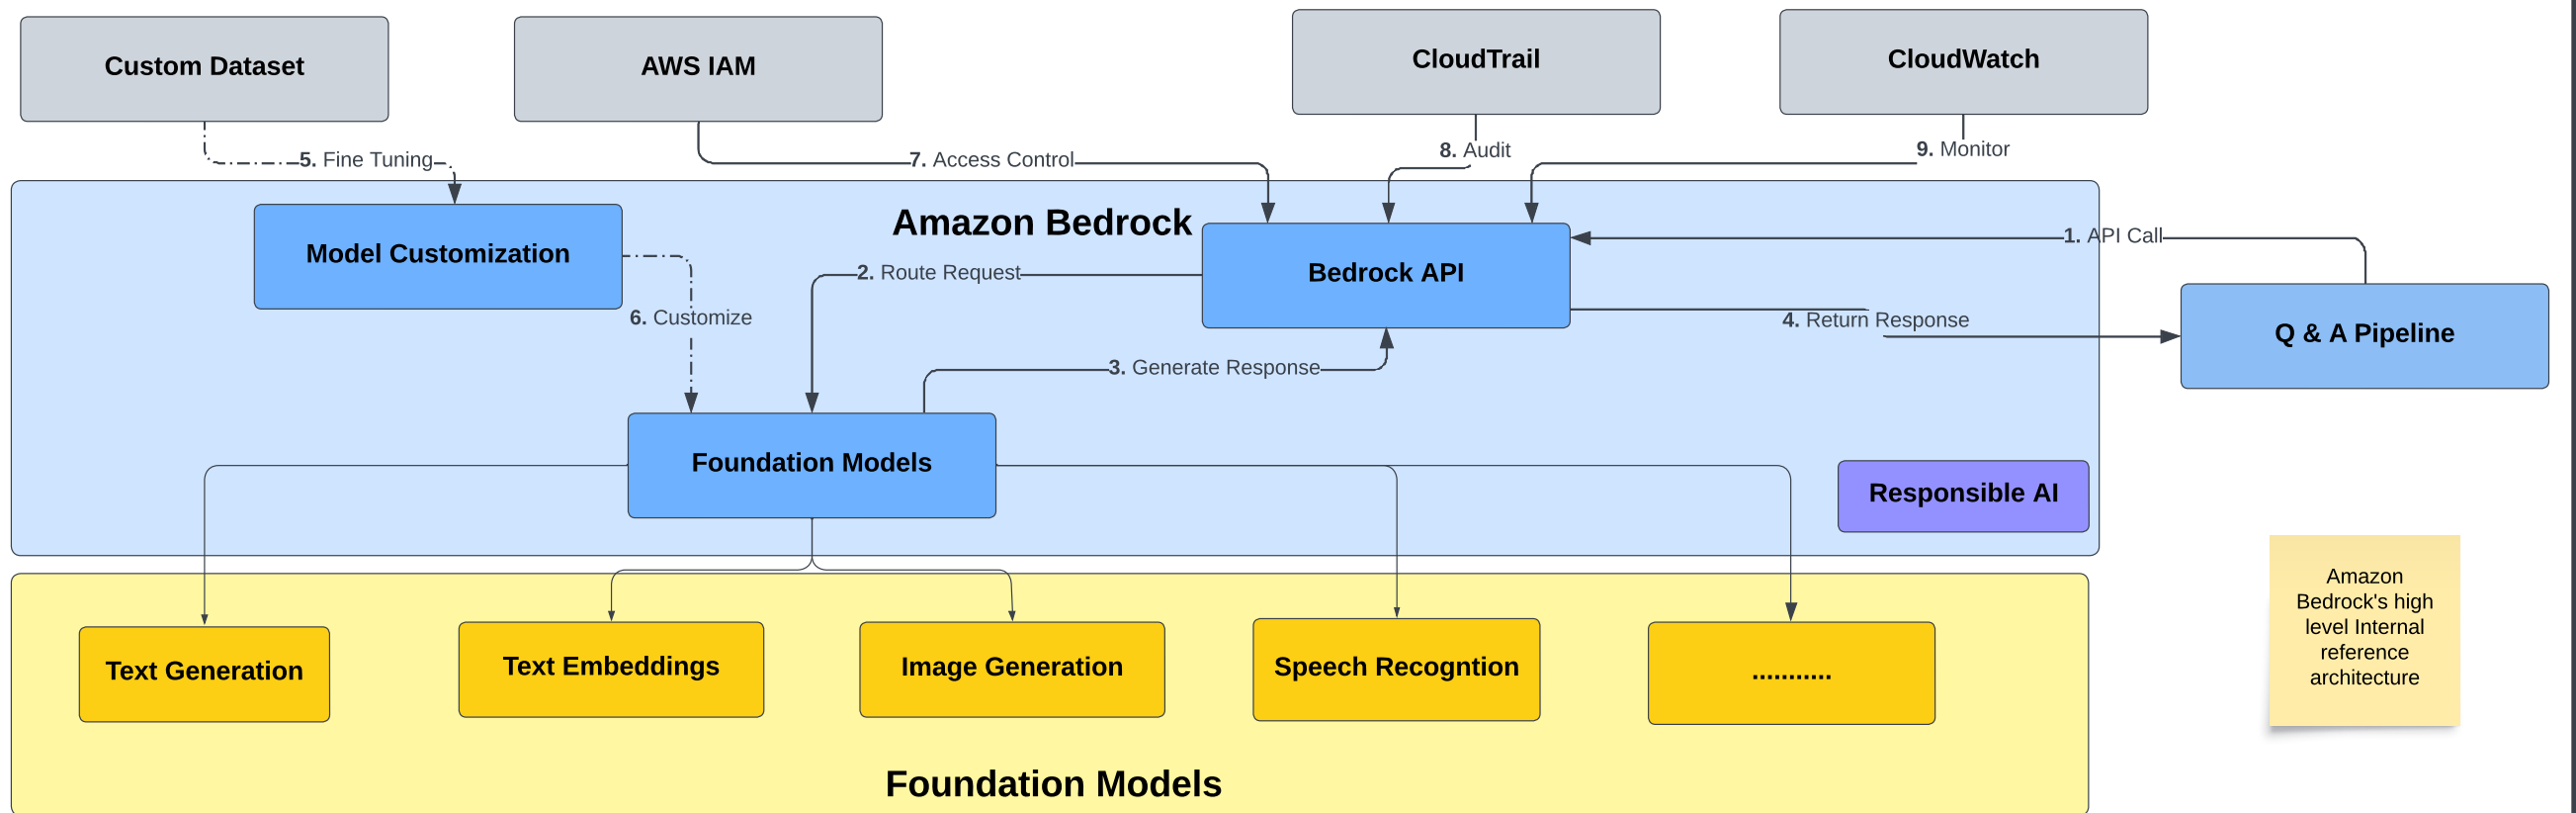 Custom Dataset
AWS IAM
CloudTrail
CloudWatch
5. Fine Tuning
7. Access Control
8. Audit
9. Monitor
Amazon Bedrock
Model Customization
Bedrock API
1. API Call
2. Route Request
6. Customize
4. Return Response
Q & A Pipeline
3. Generate Response
Foundation Models
Responsible AI
Text Generation
Text Embeddings
Image Generation
Speech Recogntion
...........
Foundation Models
Amazon
Bedrock's high
level Internal
reference
architecture